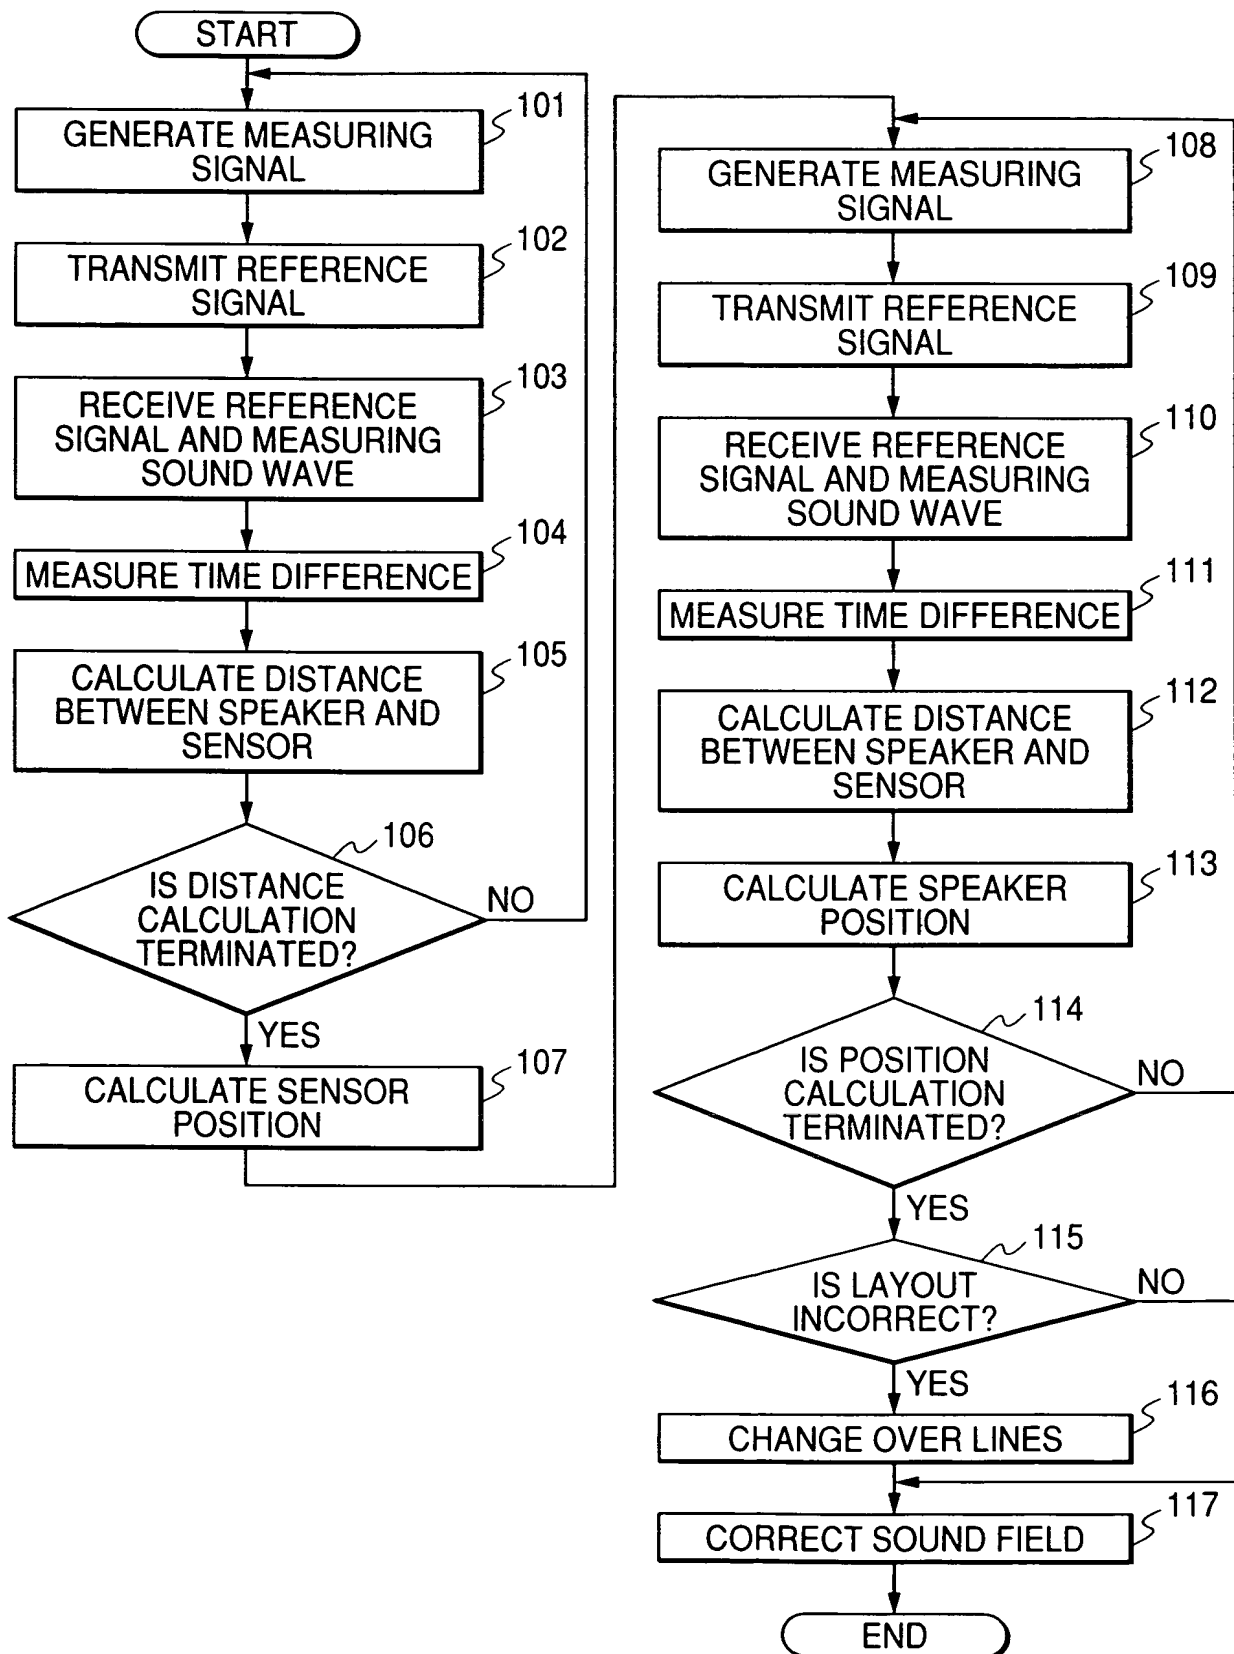 START
101
GENERATE MEASURING
SIGNAL
102
TRANSMIT REFERENCE
SIGNAL
103
RECEIVE REFERENCE
SIGNAL AND MEASURING
SOUND WAVE
104
MEASURE TIME DIFFERENCE
105
CALCULATE DISTANCE
BETWEEN SPEAKER AND
SENSOR
106
IS DISTANCE
CALCULATION
TERMINATED?
NO
YES
107
CALCULATE SENSOR
POSITION
108
GENERATE MEASURING
SIGNAL
109
TRANSMIT REFERENCE
SIGNAL
110
RECEIVE REFERENCE
SIGNAL AND MEASURING
SOUND WAVE
111
MEASURE TIME DIFFERENCE
112
CALCULATE DISTANCE
BETWEEN SPEAKER AND
SENSOR
113
CALCULATE SPEAKER
POSITION
114
IS POSITION
CALCULATION
TERMINATED?
NO
YES
115
IS LAYOUT
INCORRECT?
NO
YES
116
CHANGE OVER LINES
117
CORRECT SOUND FIELD
END